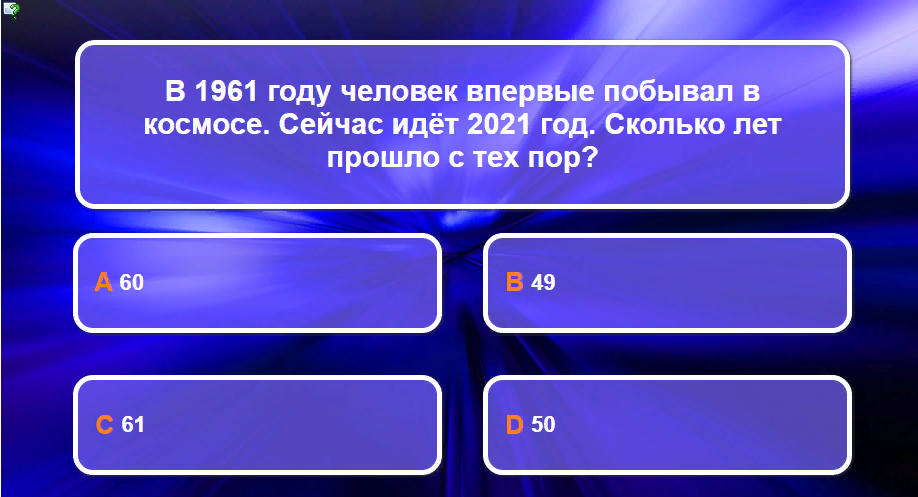 В 1961 году человек впервые побывал в
космосе. Сейчас идёт 2021 год. Сколько лет
прошло с тех пор?
A 60
B 49
C 61
D 50